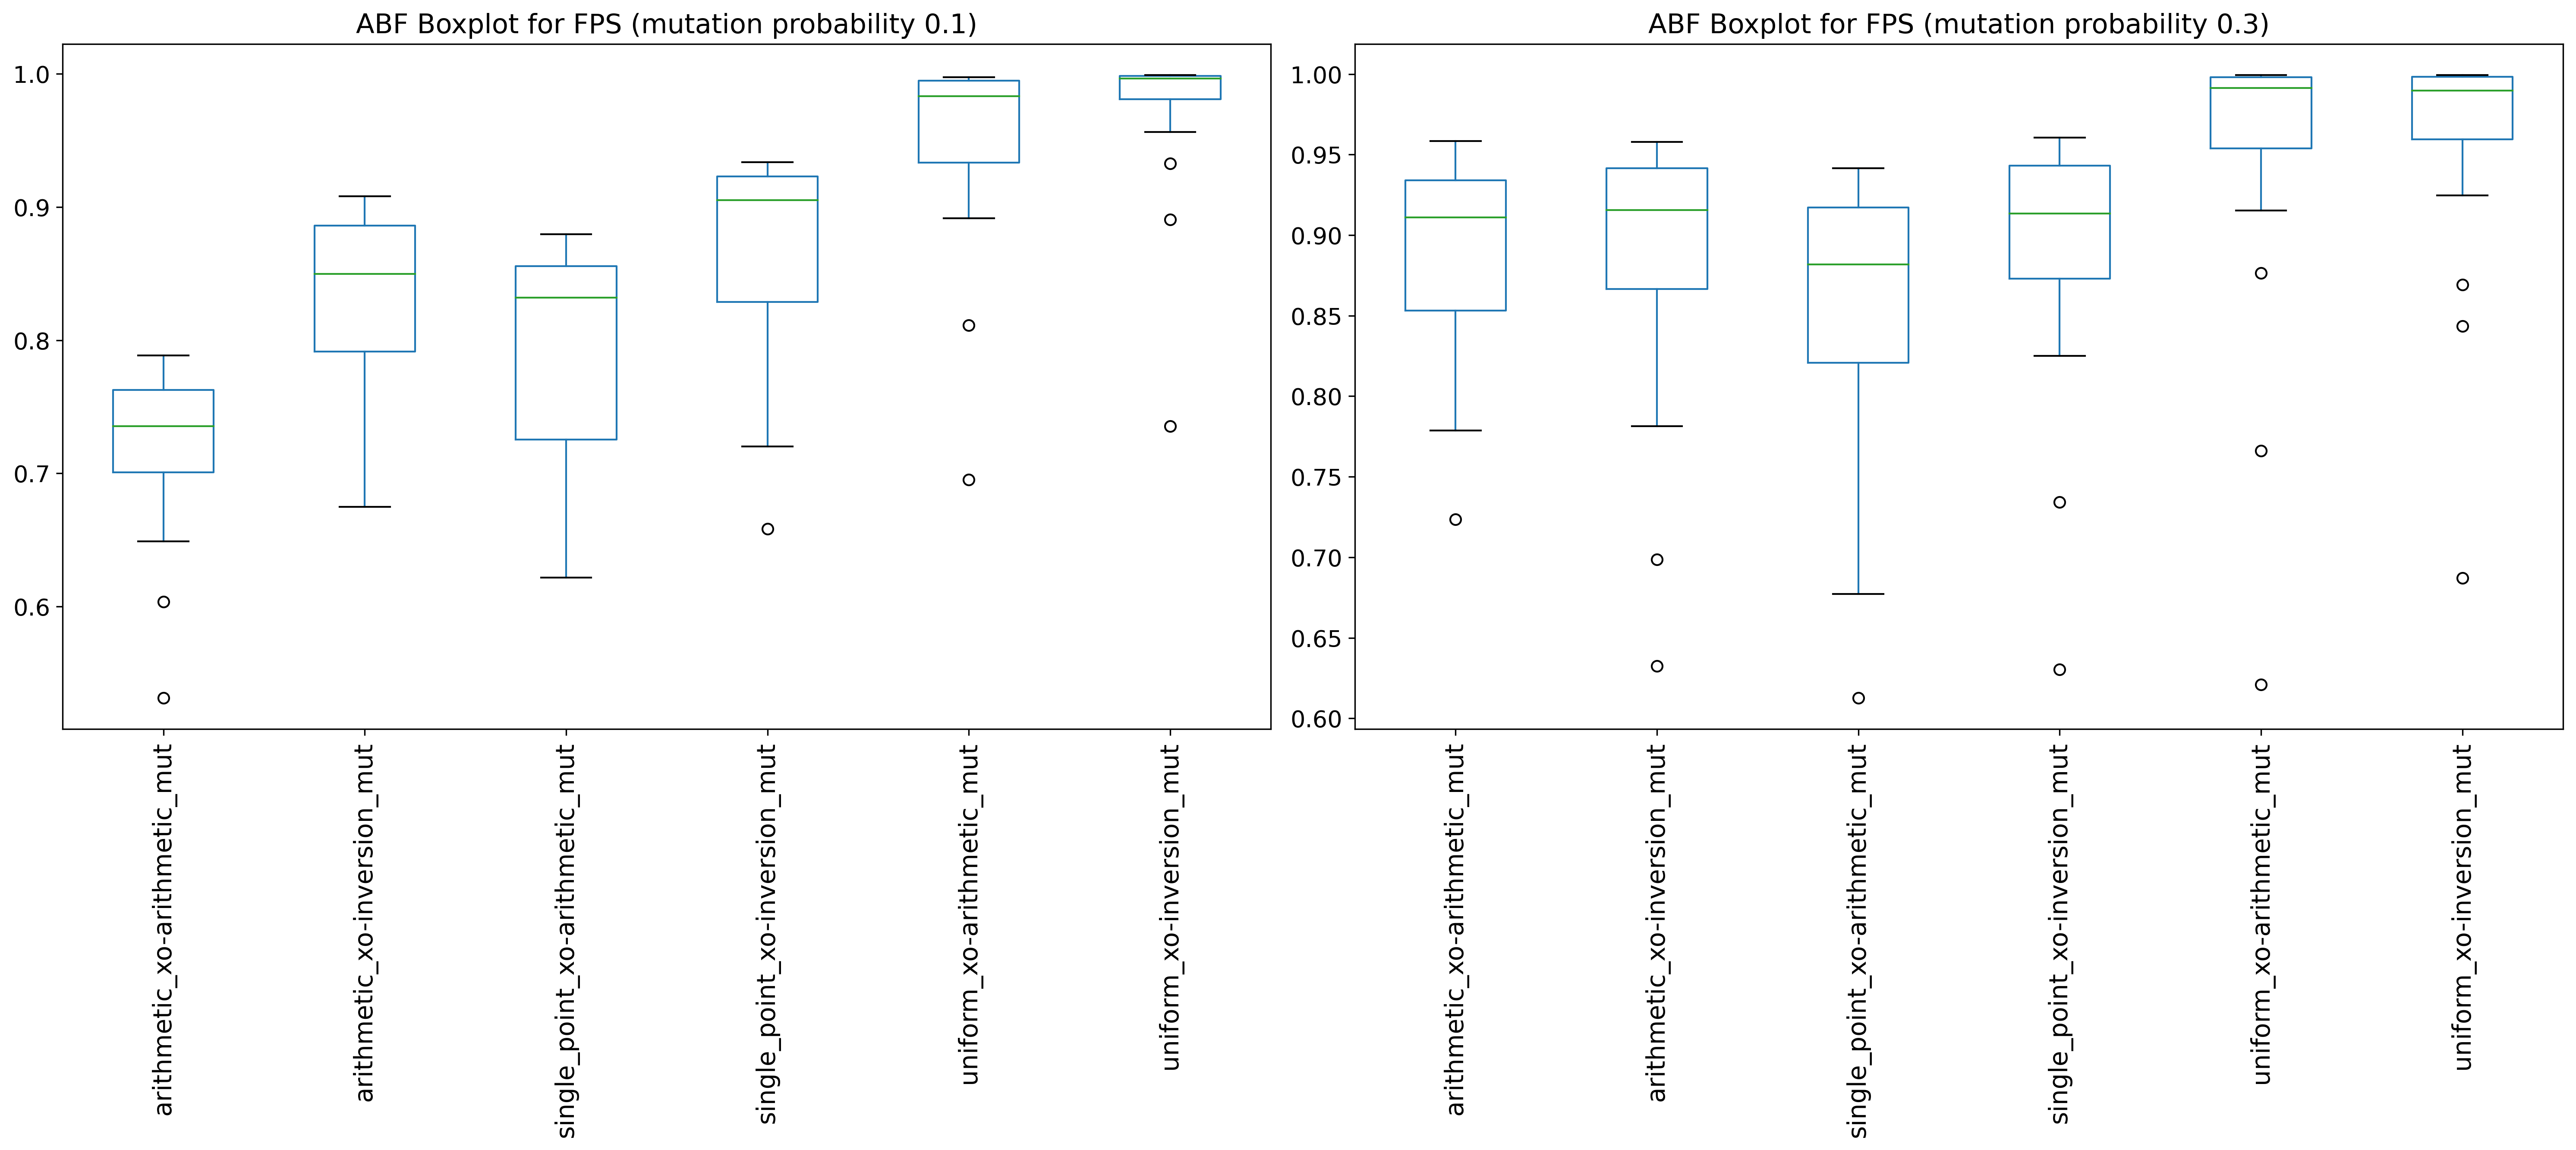 ABF Boxplot for FPS (mutation probability 0.1)
1.0
0.9
0.8
0.7
0.6
arithmetic_xo-arithmetic_mut
arithmetic_xo-inversion_mut
single_point_xo-arithmetic_mut
single_point_xo-inversion_mut
uniform_xo-arithmetic_mut
uniform_xo-inversion_mut
ABF Boxplot for FPS (mutation probability 0.3)
1.00
0.95
0.90
0.85
0.80
0.75
0.70
0.65
0.60
arithmetic_xo-arithmetic_mut
arithmetic_xo-inversion_mut
single_point_xo-arithmetic_mut
single_point_xo-inversion_mut
uniform_xo-arithmetic_mut
uniform_xo-inversion_mut